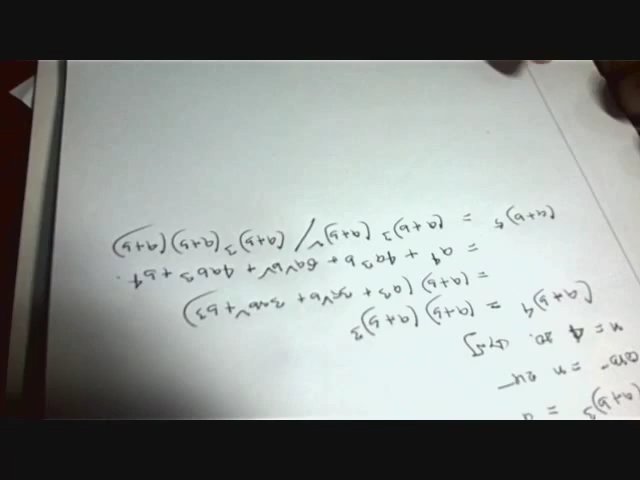 (a+b)³ = a
n = 4
(a+b)⁴ = (a+b) (a+b)³
= (a+b) (a³ + 3a²b + 3ab² + b³)
= a⁴ + 4a³b + 6a²b² + 4ab³ + b⁴.
(a+b)⁵ = (a+b)³ (a+b)² / (a+b)³ (a+b) (a+b)